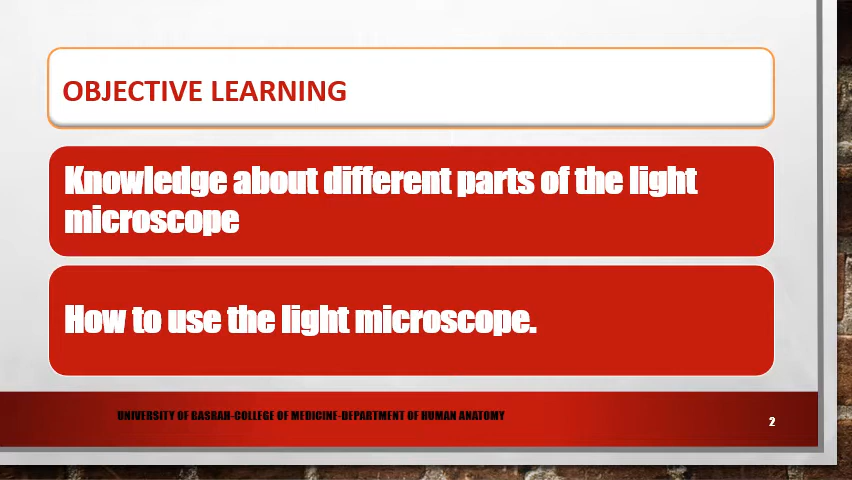 OBJECTIVE LEARNING
Knowledge about different parts of the light
microscope
How to use the light microscope.
UNIVERSITY OF BASRAH-COLLEGE OF MEDICINE-DEPARTMENT OF HUMAN ANATOMY
2